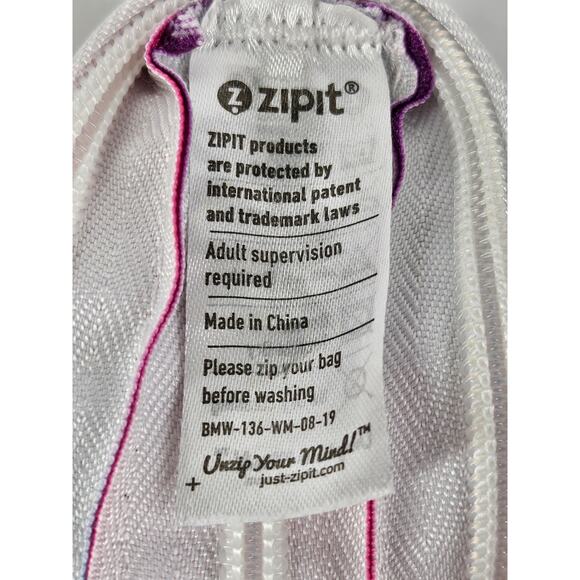 Z zipit®
ZIPIT products
are protected by
international patent
and trademark laws
Adult supervision
required
Made in China
Please zip your bag
before washing
BMW-136-WM-08-19
Unzip Your Mind!™
+ just-zipit.com